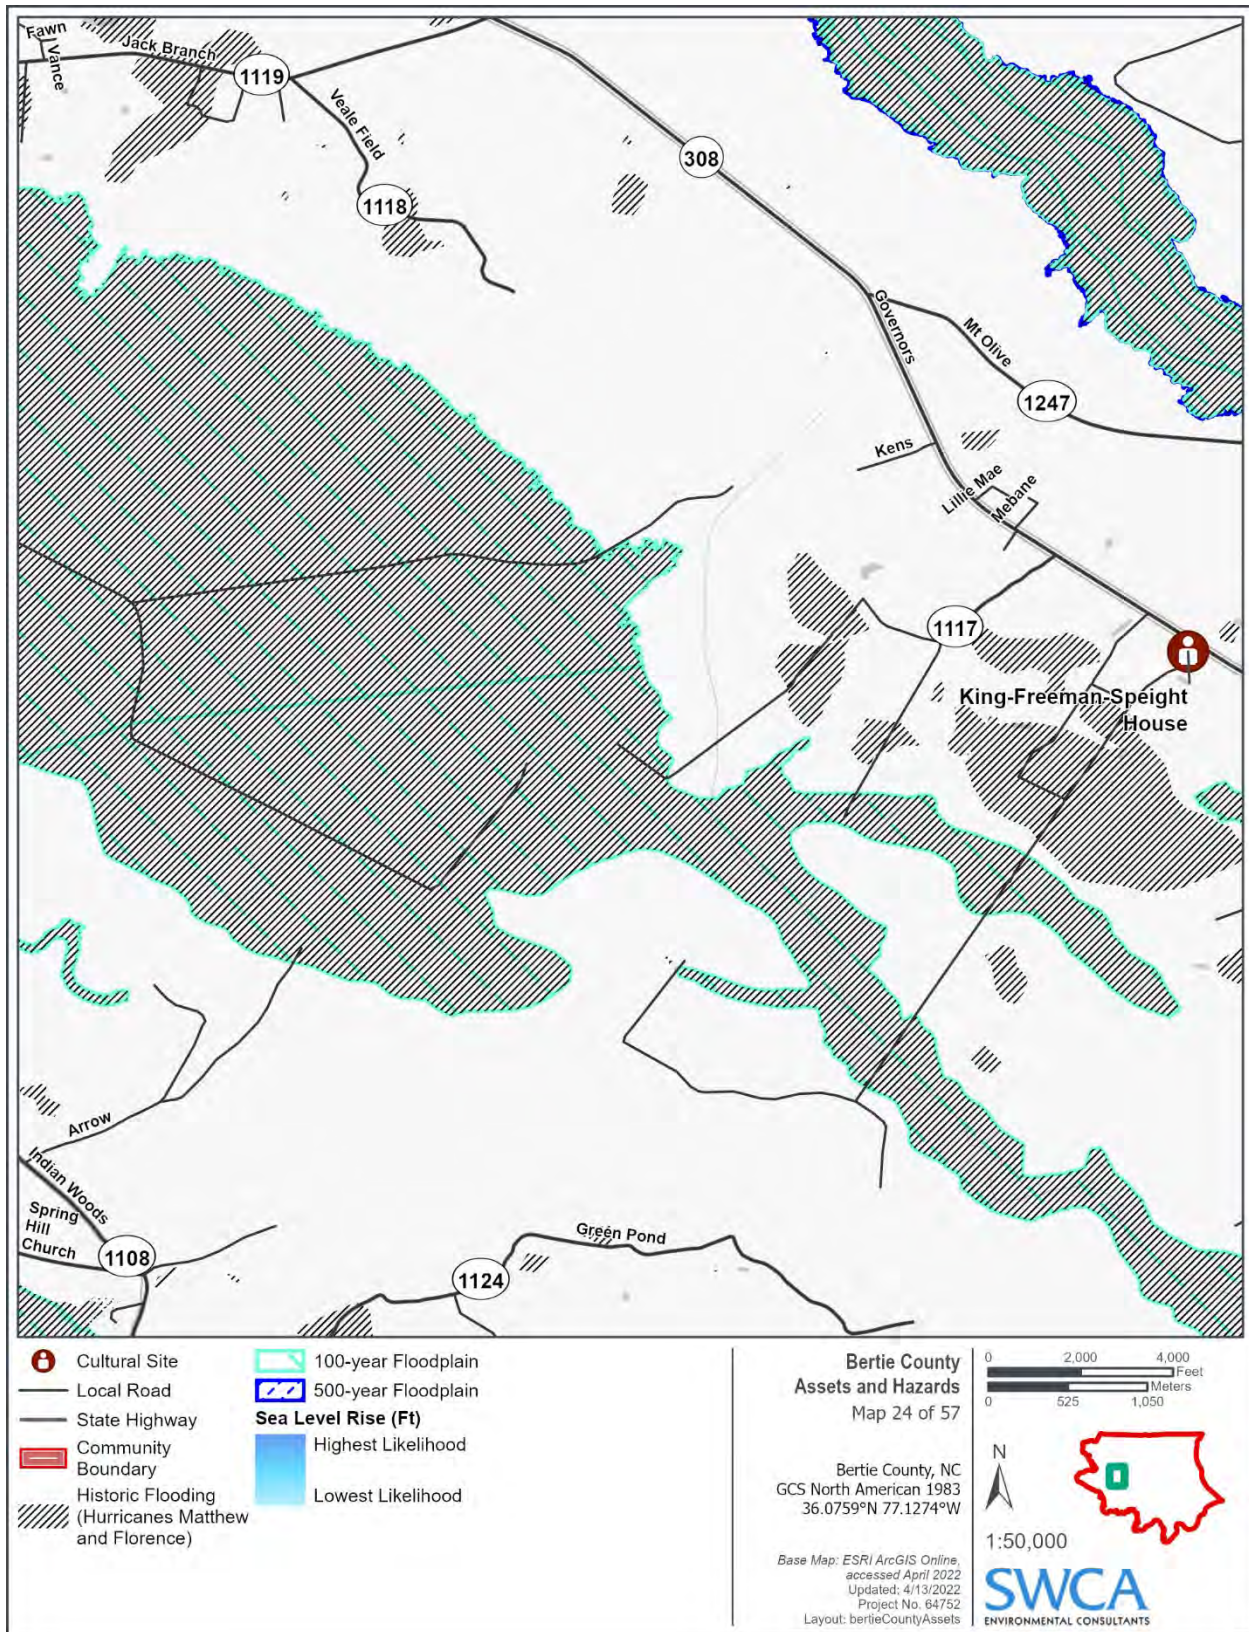 Fawn
Vance
Jack Branch
1119
Veale Field
1118
308
Governors
Mt Olive
1247
Kens
Lillie Mae
Mebane
1117
King-Freeman-Speight
House
Arrow
Indian Woods
Spring
Hill
Church
1108
1124
Green Pond
Cultural Site
Local Road
State Highway
Community
Boundary
Historic Flooding
(Hurricanes Matthew
and Florence)
100-year Floodplain
500-year Floodplain
Sea Level Rise (Ft)
Highest Likelihood
Lowest Likelihood
Bertie County
Assets and Hazards
Map 24 of 57
Bertie County, NC
GCS North American 1983
36.0759°N 77.1274°W
Base Map: ESRI ArcGIS Online,
accessed April 2022
Updated: 4/13/2022
Project No. 64752
Layout: bertieCountyAssets
0 2,000 4,000
Feet
Meters
0 525 1,050
N
1:50,000
SWCA
ENVIRONMENTAL CONSULTANTS